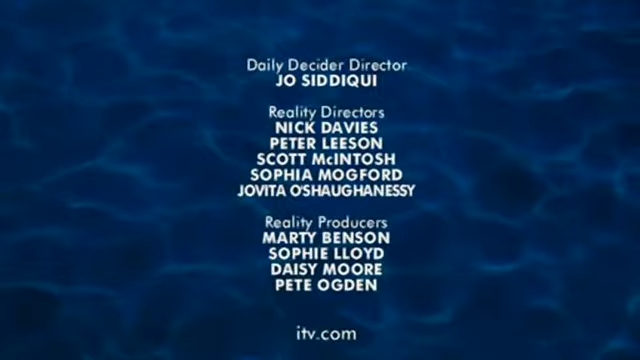 Daily Decider Director
JO SIDDIQUI
Reality Directors
NICK DAVIES
PETER LEESON
SCOTT McINTOSH
SOPHIA MOGFORD
JOVITA O'SHAUGHANESSY
Reality Producers
MARTY BENSON
SOPHIE LLOYD
DAISY MOORE
PETE OGDEN
itv.com